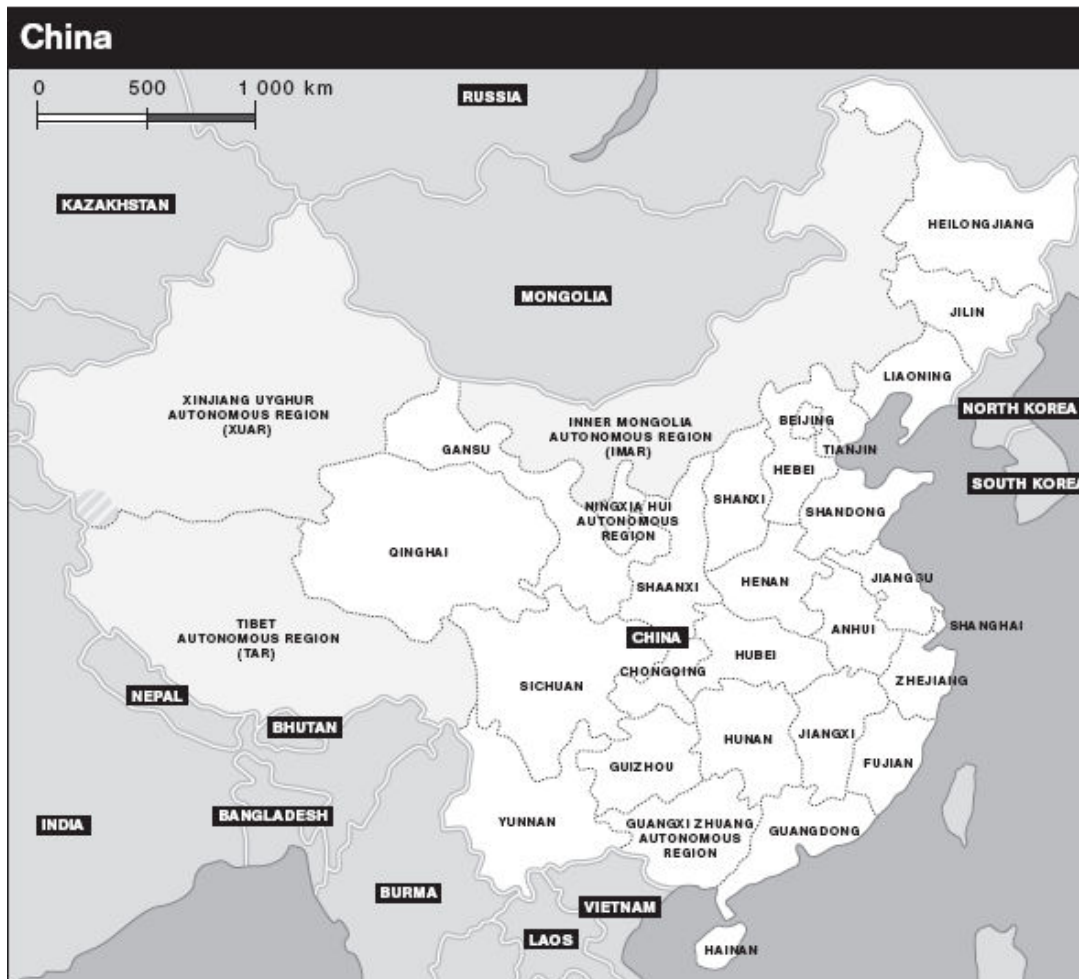 China
0 500 1 000 km
RUSSIA
KAZAKHSTAN
HEILONGJIANG
MONGOLIA
JILIN
LIAONING
XINJIANG UYGHUR
AUTONOMOUS REGION
(XUAR)
NORTH KOREA
INNER MONGOLIA
AUTONOMOUS REGION
(IMAR)
BEIJING
TIANJIN
GANSU
HEBEI
SOUTH KOREA
SHANXI
NINGXIA HUI
AUTONOMOUS
REGION
SHANDONG
QINGHAI
SHAANXI
HENAN
JIANGSU
TIBET
AUTONOMOUS REGION
(TAR)
CHINA
ANHUI
SHANGHAI
HUBEI
CHONGQING
SICHUAN
ZHEJIANG
NEPAL
BHUTAN
HUNAN
JIANGXI
FUJIAN
GUIZHOU
BANGLADESH
INDIA
YUNNAN
GUANGXI ZHUANG
AUTONOMOUS
REGION
GUANGDONG
BURMA
VIETNAM
LAOS
HAINAN